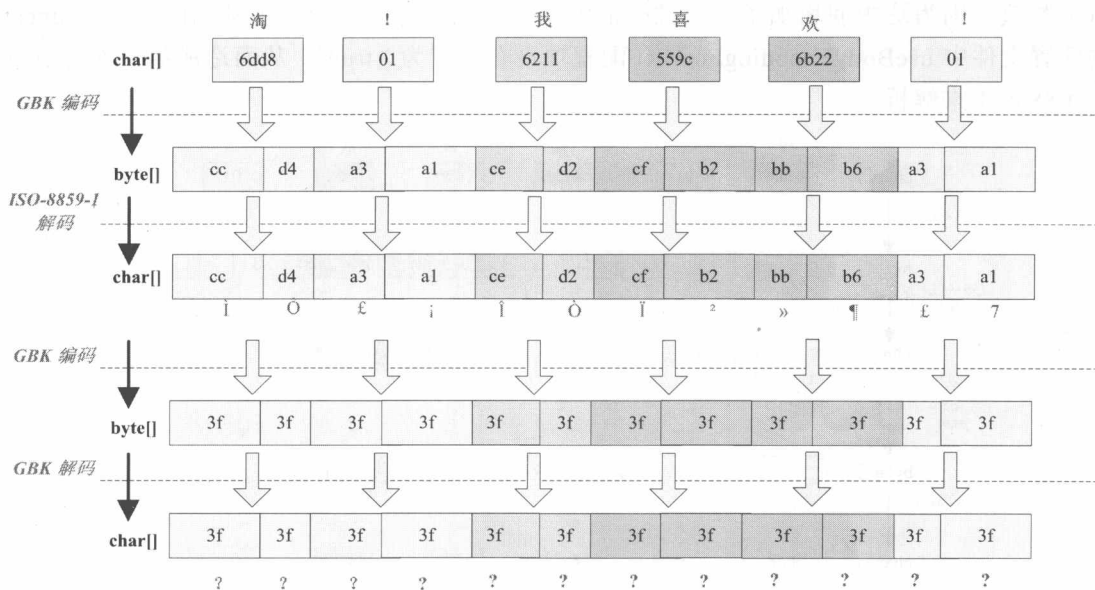 淘 ! 我 喜 欢 !
char[] 6dd8 01 6211 559c 6b22 01
GBK 编码
byte[] cc d4 a3 a1 ce d2 cf b2 bb b6 a3 a1
ISO-8859-1
解码
char[] cc d4 a3 a1 ce d2 cf b2 bb b6 a3 a1
Ì Ô £ ¡ Î Ò Ï ² » ¶ £ 7
GBK 编码
byte[] 3f 3f 3f 3f 3f 3f 3f 3f 3f 3f 3f 3f
GBK 解码
char[] 3f 3f 3f 3f 3f 3f 3f 3f 3f 3f 3f 3f
? ? ? ? ? ? ? ? ? ? ? ?